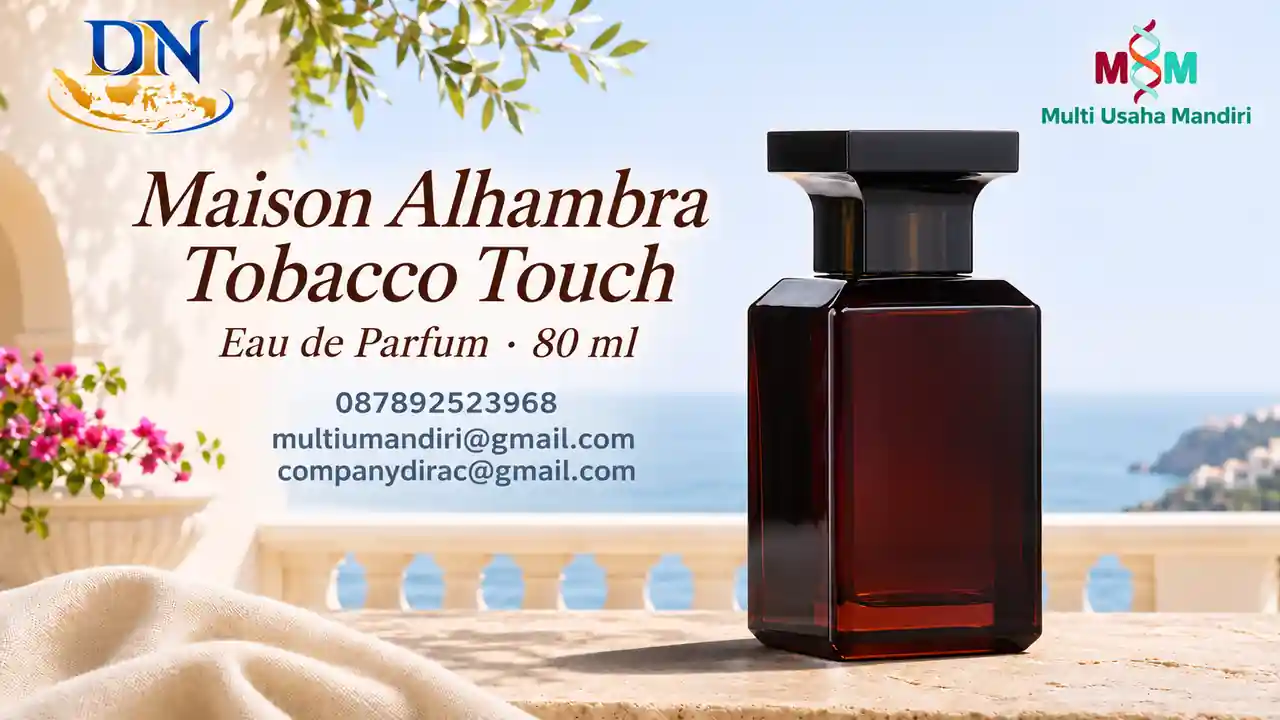 DN
MUM
Multi Usaha Mandiri
Maison Alhambra
Tobacco Touch
Eau de Parfum · 80 ml
087892523968
multiumandiri@gmail.com
companydirac@gmail.com